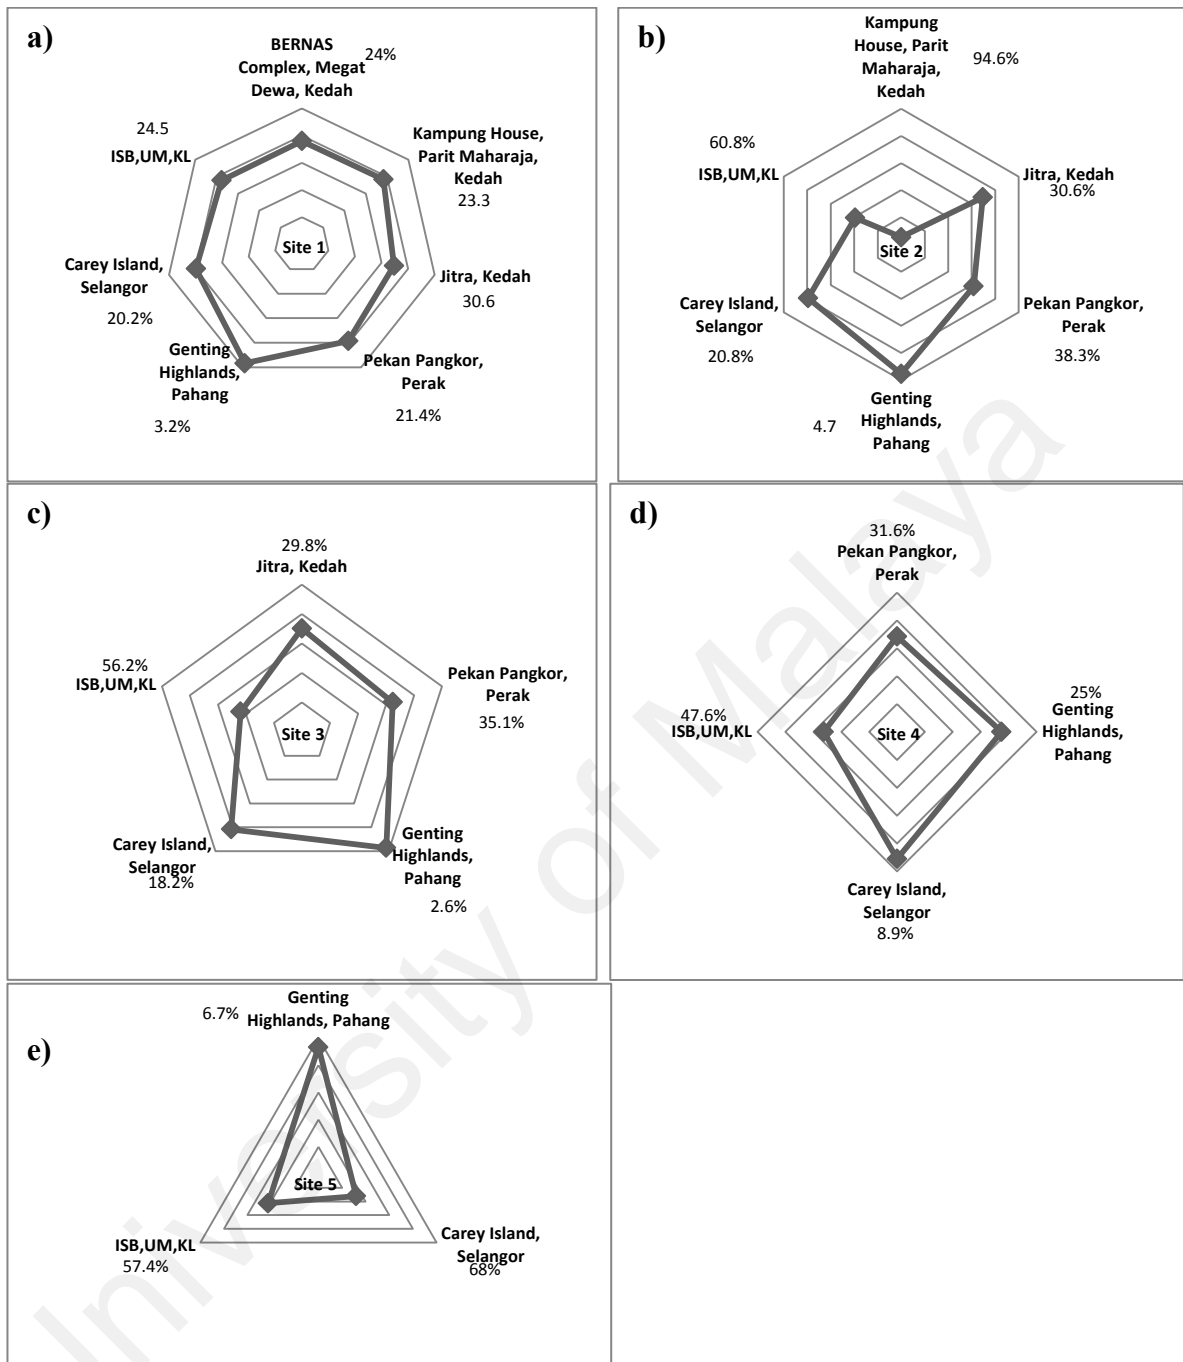 a)
BERNAS
Complex, Megat
Dewa, Kedah
24%
Kampung House,
Parit Maharaja,
Kedah
23.3
Jitra, Kedah
30.6
Pekan Pangkor,
Perak
21.4%
Genting
Highlands,
Pahang
3.2%
Carey Island,
Selangor
20.2%
24.5
ISB,UM,KL
Site 1
b)
Kampung
House, Parit
Maharaja,
Kedah
94.6%
Jitra, Kedah
30.6%
Pekan Pangkor,
Perak
38.3%
Genting
Highlands,
Pahang
4.7
Carey Island,
Selangor
20.8%
60.8%
ISB,UM,KL
Site 2
c)
29.8%
Jitra, Kedah
Pekan Pangkor,
Perak
35.1%
Genting
Highlands,
Pahang
2.6%
Carey Island,
Selangor
18.2%
56.2%
ISB,UM,KL
Site 3
d)
31.6%
Pekan Pangkor,
Perak
25%
Genting
Highlands,
Pahang
Carey Island,
Selangor
8.9%
47.6%
ISB,UM,KL
Site 4
e)
Genting
Highlands, Pahang
6.7%
Carey Island,
Selangor
68%
ISB,UM,KL
57.4%
Site 5
niversity of Malaya